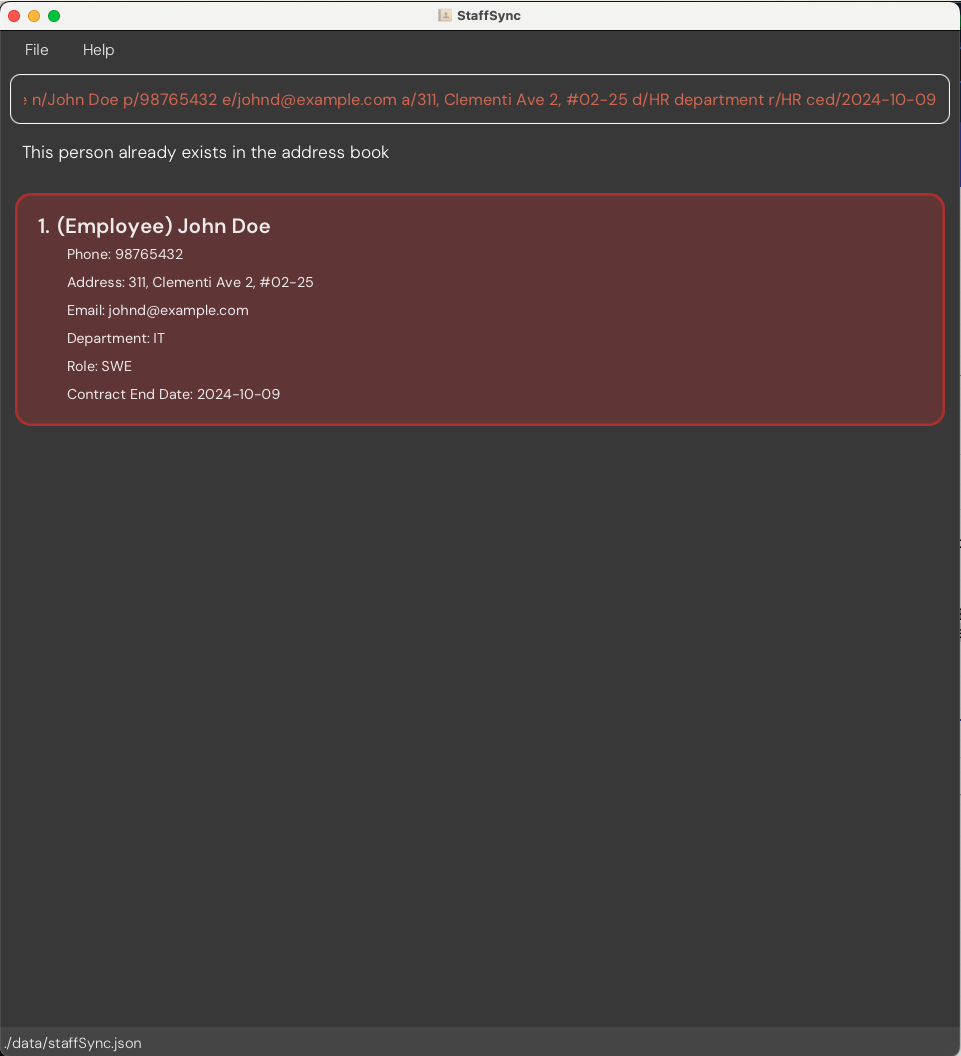 StaffSync
File Help
e n/John Doe p/98765432 e/johnd@example.com a/311, Clementi Ave 2, #02-25 d/HR department r/HR ced/2024-10-09
This person already exists in the address book
1. (Employee) John Doe
Phone: 98765432
Address: 311, Clementi Ave 2, #02-25
Email: johnd@example.com
Department: IT
Role: SWE
Contract End Date: 2024-10-09
./data/staffSync.json